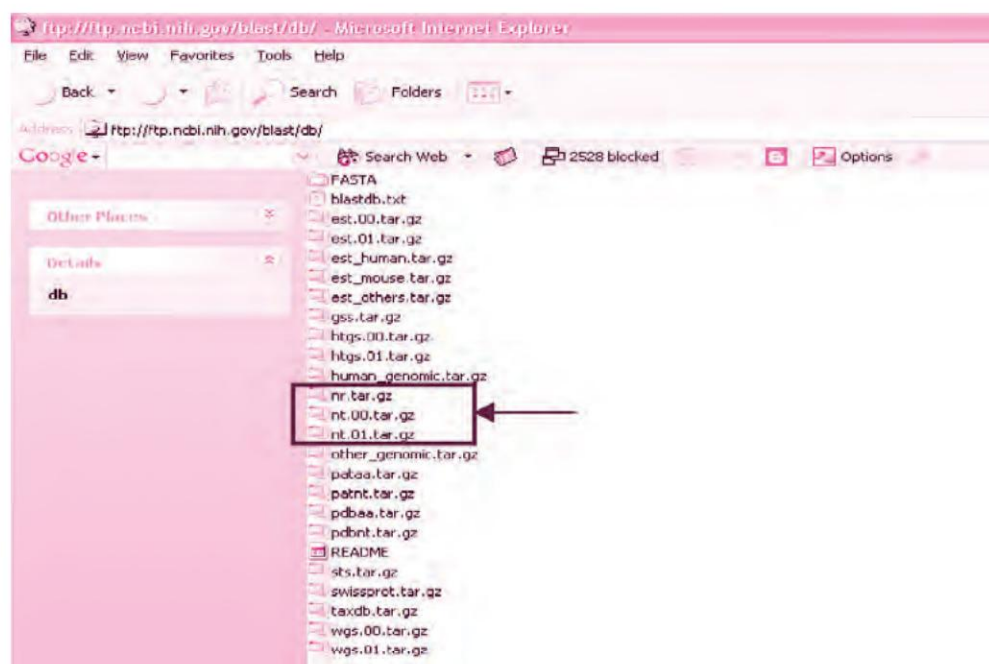 ftp://ftp.ncbi.nih.gov/blast/db/ - Microsoft Internet Explorer
File Edit View Favorites Tools Help
Back Search Folders
Address ftp://ftp.ncbi.nih.gov/blast/db/
Google Search Web 2528 blocked Options
FASTA
blastdb.txt
Other Places
est.00.tar.gz
est.01.tar.gz
Details
est_human.tar.gz
est_mouse.tar.gz
db
est_others.tar.gz
gss.tar.gz
htgs.00.tar.gz
htgs.01.tar.gz
human_genomic.tar.gz
nr.tar.gz
nt.00.tar.gz
nt.01.tar.gz
other_genomic.tar.gz
pataa.tar.gz
patnt.tar.gz
pdbaa.tar.gz
pdbnt.tar.gz
README
sts.tar.gz
swissprot.tar.gz
taxdb.tar.gz
wgs.00.tar.gz
wgs.01.tar.gz